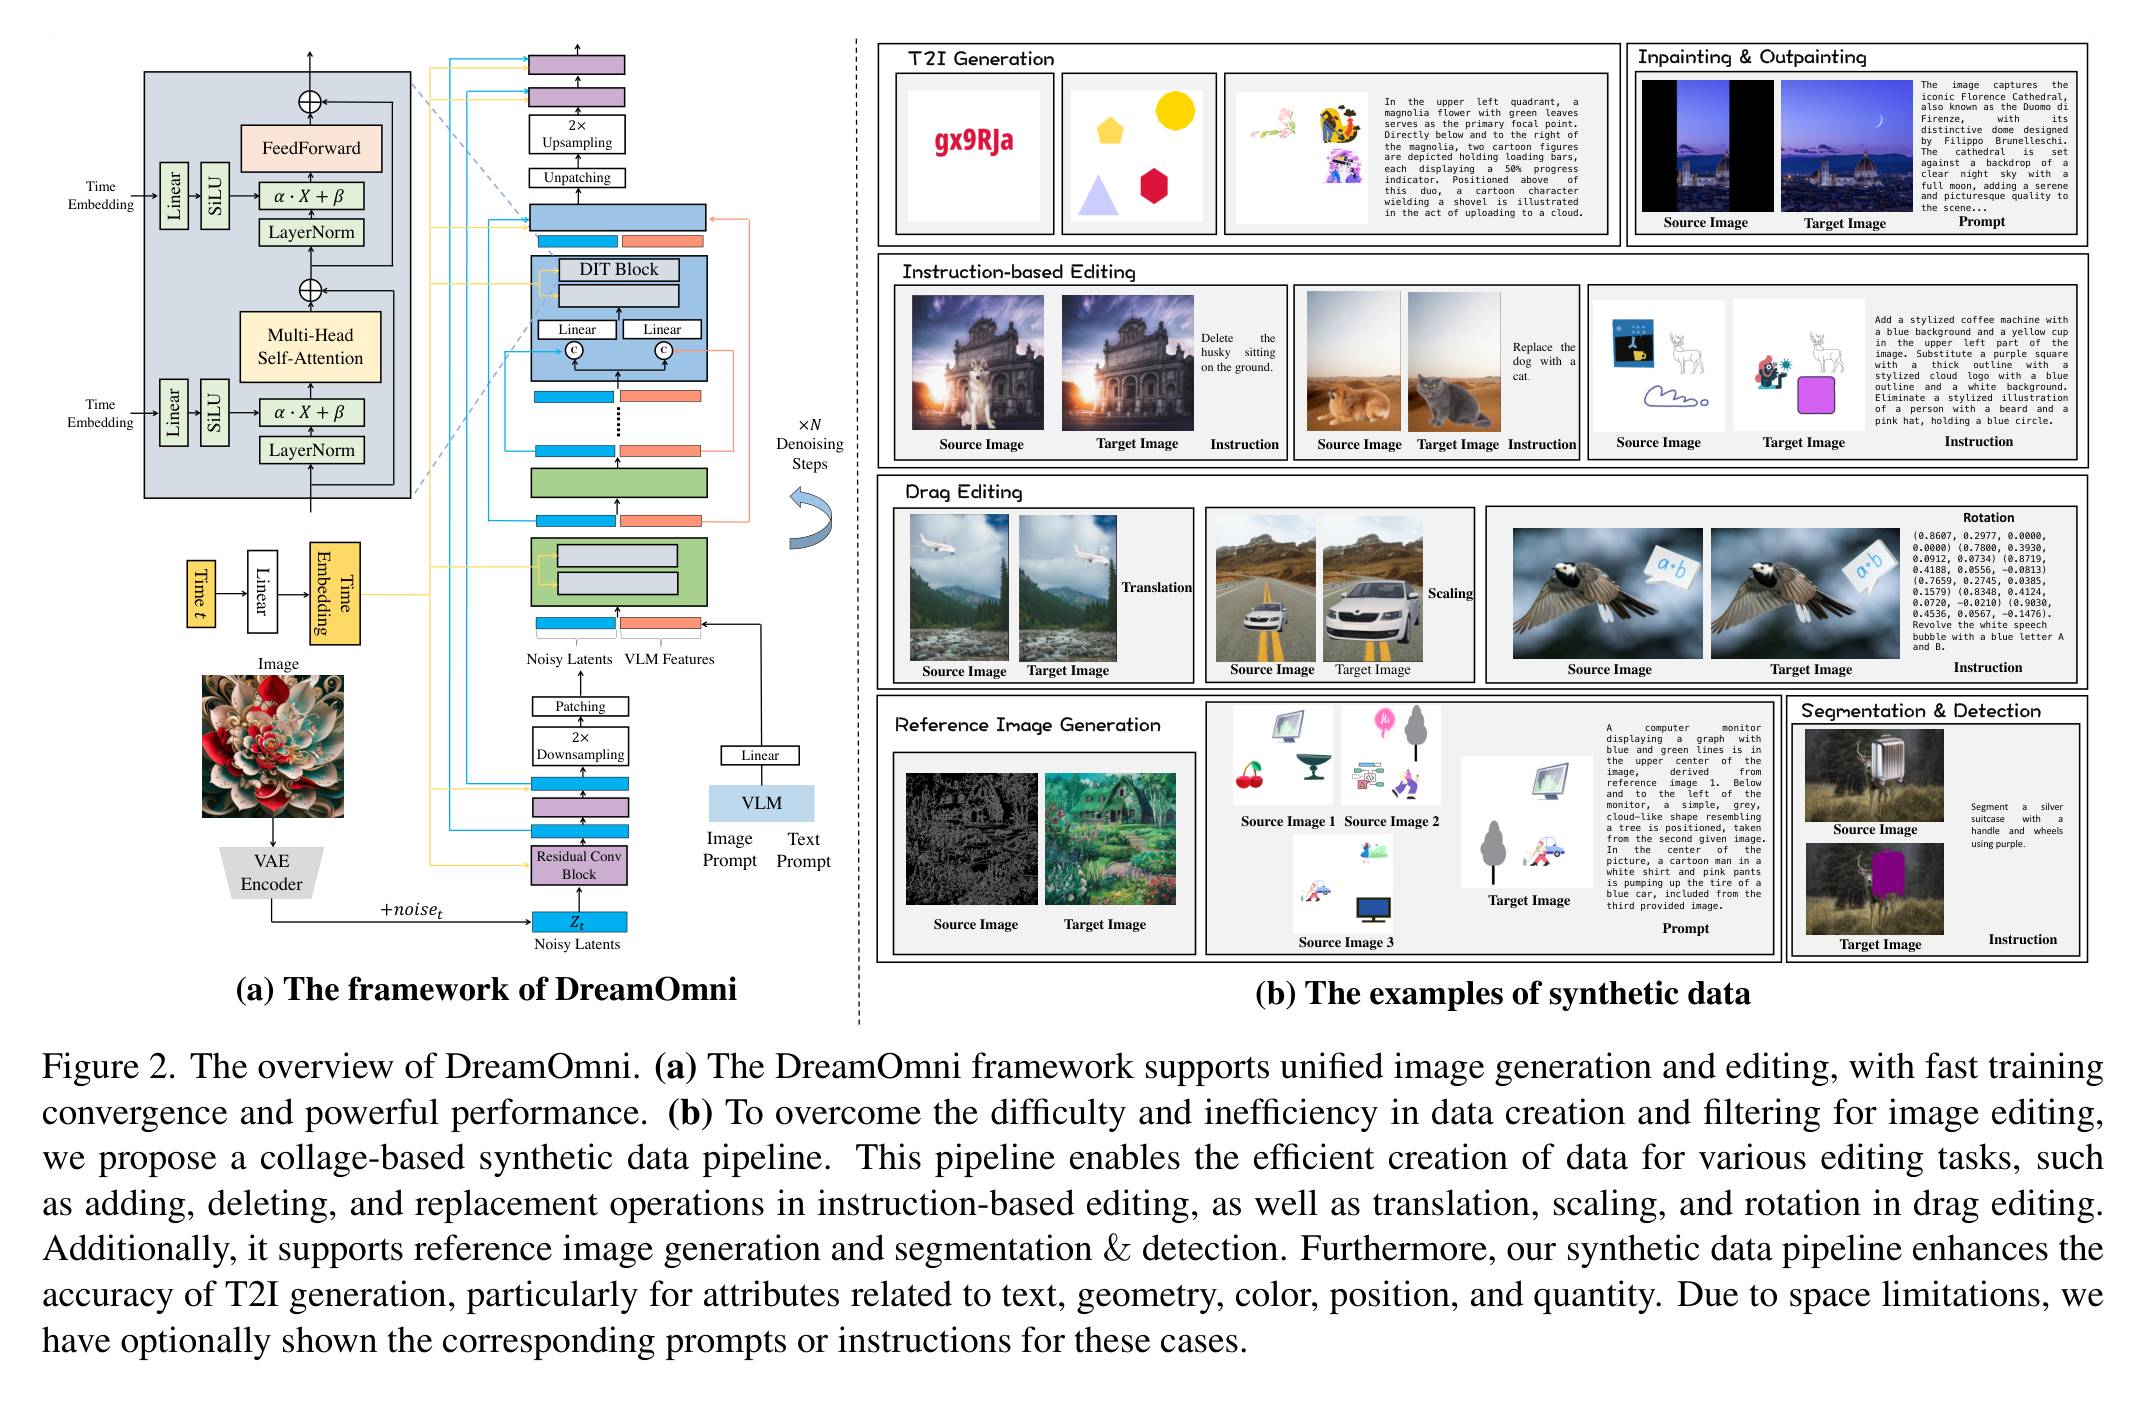 FeedForward
Time
Embedding
Linear
SiLU
α · X + β
LayerNorm
Multi-Head
Self-Attention
Time
Embedding
Linear
SiLU
α · X + β
LayerNorm
Time t
Linear
Time
Embedding
Image
VAE
Encoder
+noise_t
2×
Upsampling
Unpatching
DIT Block
Linear
Linear
C
C
×N
Denoising
Steps
Noisy Latents
VLM Features
Patching
2×
Downsampling
Linear
VLM
Image
Prompt
Text
Prompt
Residual Conv
Block
Z_t
Noisy Latents
(a) The framework of DreamOmni
T2I Generation
gx9RJa
In the upper left quadrant, a
magnolia flower with green leaves
serves as the primary focal point.
Directly below and to the right of
the magnolia, two cartoon figures
are depicted holding loading bars,
each displaying a 50% progress
indicator. Positioned above of
this duo, a cartoon character
wielding a shovel is illustrated
in the act of uploading to a cloud.
Inpainting & Outpainting
Source Image
Target Image
The image captures the
iconic Florence Cathedral,
also known as the Duomo di
Firenze, with its
distinctive dome designed
by Filippo Brunelleschi.
The cathedral is set
against a backdrop of a
clear night sky with a
full moon, adding a serene
and picturesque quality to
the scene...
Prompt
Instruction-based Editing
Source Image
Target Image
Delete the
husky sitting
on the ground.
Instruction
Source Image
Target Image
Replace the
dog with a
cat.
Instruction
Source Image
Target Image
Add a stylized coffee machine with
a blue background and a yellow cup
in the upper left part of the
image. Substitute a purple square
with a thick outline with a
stylized cloud logo with a blue
outline and a white background.
Eliminate a stylized illustration
of a person with a beard and a
pink hat, holding a blue circle.
Instruction
Drag Editing
Source Image
Target Image
Translation
Source Image
Target Image
Scaling
a+b
a+b
Source Image
Target Image
Rotation
(0.8607, 0.2977, 0.0000,
0.0000) (0.7800, 0.3930,
0.0912, 0.0734) (0.8719,
0.4188, 0.0556, −0.0813)
(0.7659, 0.2745, 0.0385,
0.1579) (0.8348, 0.4124,
0.0720, −0.0210) (0.9030,
0.4536, 0.0567, −0.1476).
Revolve the white speech
bubble with a blue letter A
and B.
Instruction
Reference Image Generation
Source Image
Target Image
Hi
Source Image 1
Source Image 2
Source Image 3
Target Image
A computer monitor
displaying a graph with
blue and green lines is in
the upper center of the
image, derived from
reference image 1. Below
and to the left of the
monitor, a simple, grey,
cloud-like shape resembling
a tree is positioned, taken
from the second given image.
In the center of the
picture, a cartoon man in a
white shirt and pink pants
is pumping up the tire of a
blue car, included from the
third provided image.
Prompt
Segmentation & Detection
Source Image
Target Image
Segment a silver
suitcase with a
handle and wheels
using purple.
Instruction
(b) The examples of synthetic data
Figure 2. The overview of DreamOmni. (a) The DreamOmni framework supports unified image generation and editing, with fast training
convergence and powerful performance. (b) To overcome the difficulty and inefficiency in data creation and filtering for image editing,
we propose a collage-based synthetic data pipeline. This pipeline enables the efficient creation of data for various editing tasks, such
as adding, deleting, and replacement operations in instruction-based editing, as well as translation, scaling, and rotation in drag editing.
Additionally, it supports reference image generation and segmentation & detection. Furthermore, our synthetic data pipeline enhances the
accuracy of T2I generation, particularly for attributes related to text, geometry, color, position, and quantity. Due to space limitations, we
have optionally shown the corresponding prompts or instructions for these cases.